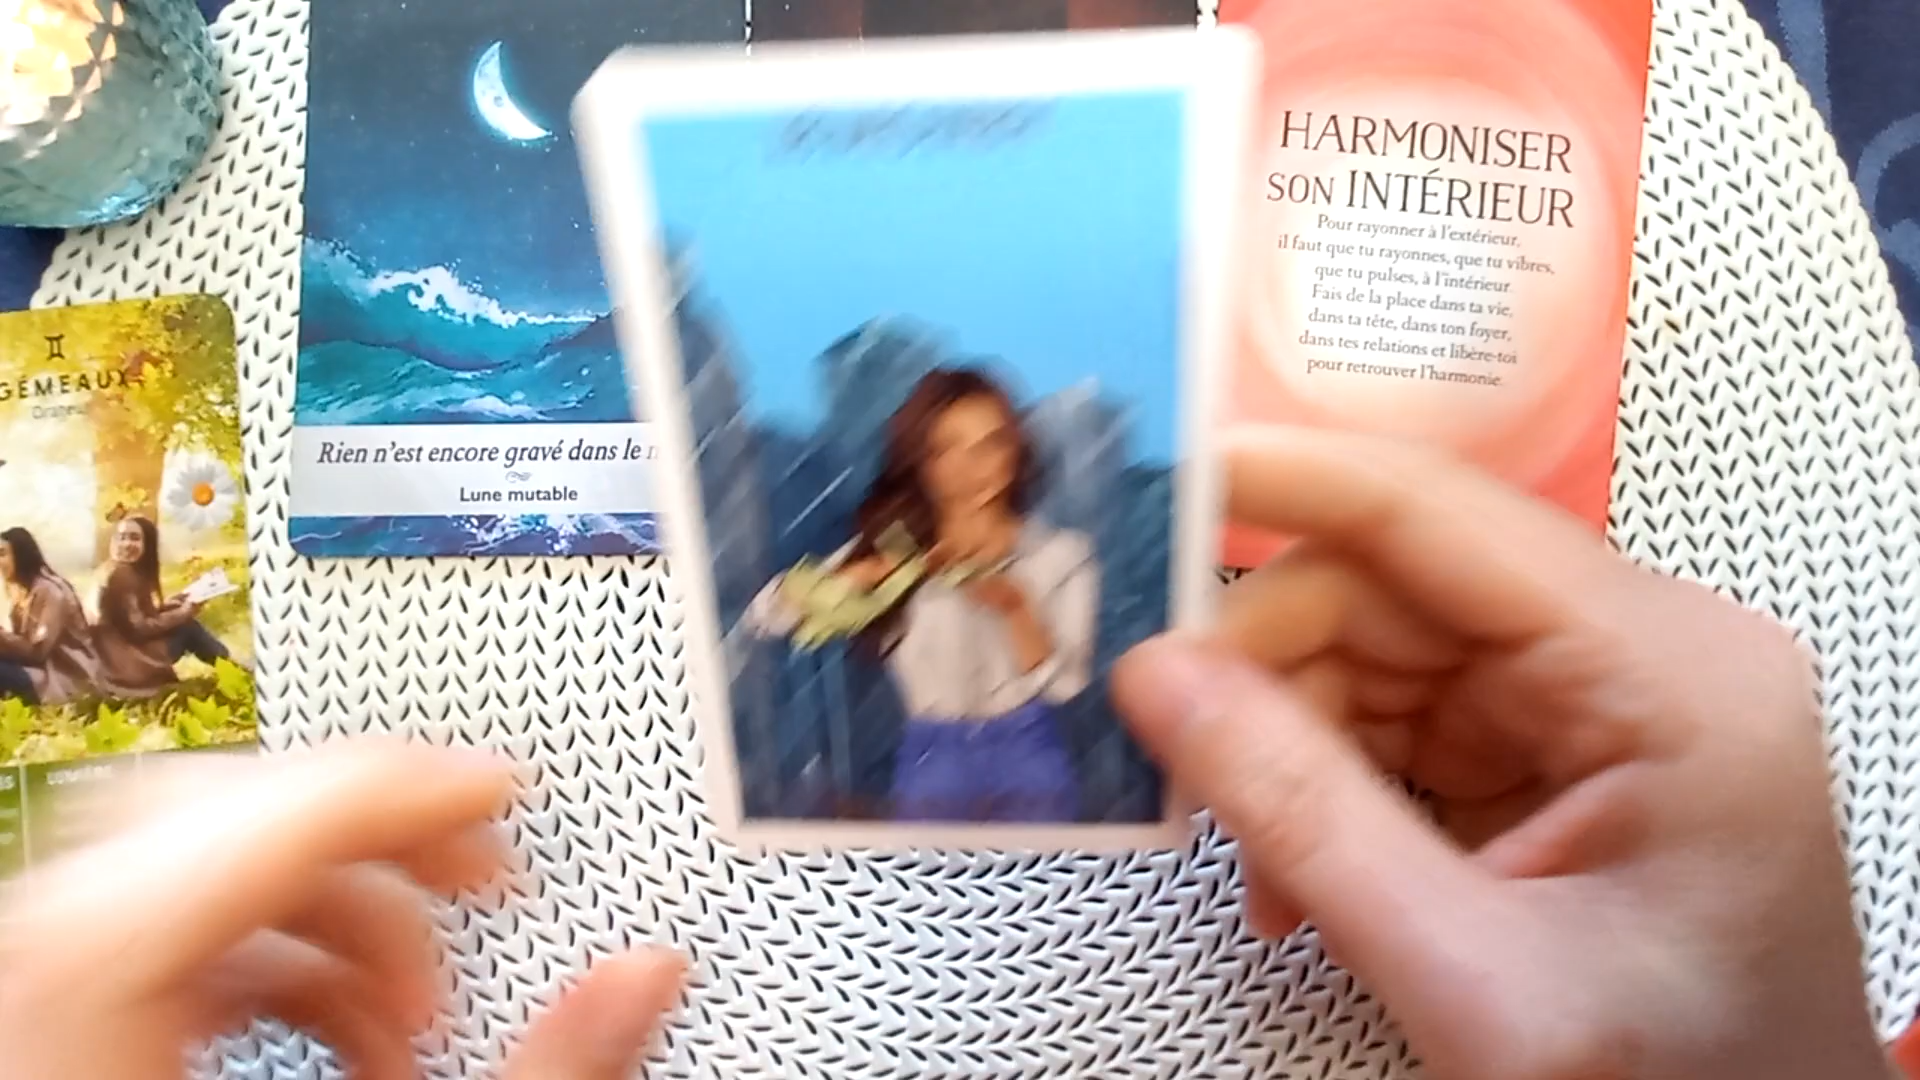 Rien n'est encore gravé dans le
Lune mutable
HARMONISER
SON INTÉRIEUR
Pour rayonner à l'extérieur,
il faut que tu rayonnes, que tu vibres,
que tu pulses, à l'intérieur.
Fais de la place dans ta vie,
dans ta tête, dans ton foyer,
dans tes relations et libère-toi
pour retrouver l'harmonie.
GÉMEAUX
LUMIÈRE